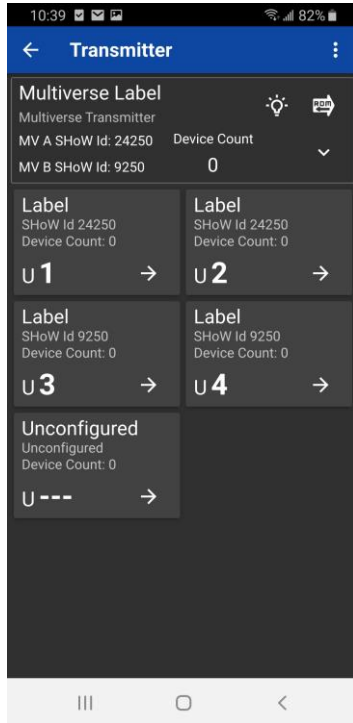 10:39 82%
Transmitter
Multiverse Label
Multiverse Transmitter
RDM
MV A SHoW Id: 24250 Device Count
MV B SHoW Id: 9250 0
Label
SHoW Id 24250
Device Count: 0
U 1
Label
SHoW Id 24250
Device Count: 0
U 2
Label
SHoW Id 9250
Device Count: 0
U 3
Label
SHoW Id 9250
Device Count: 0
U 4
Unconfigured
Unconfigured
Device Count: 0
U ---